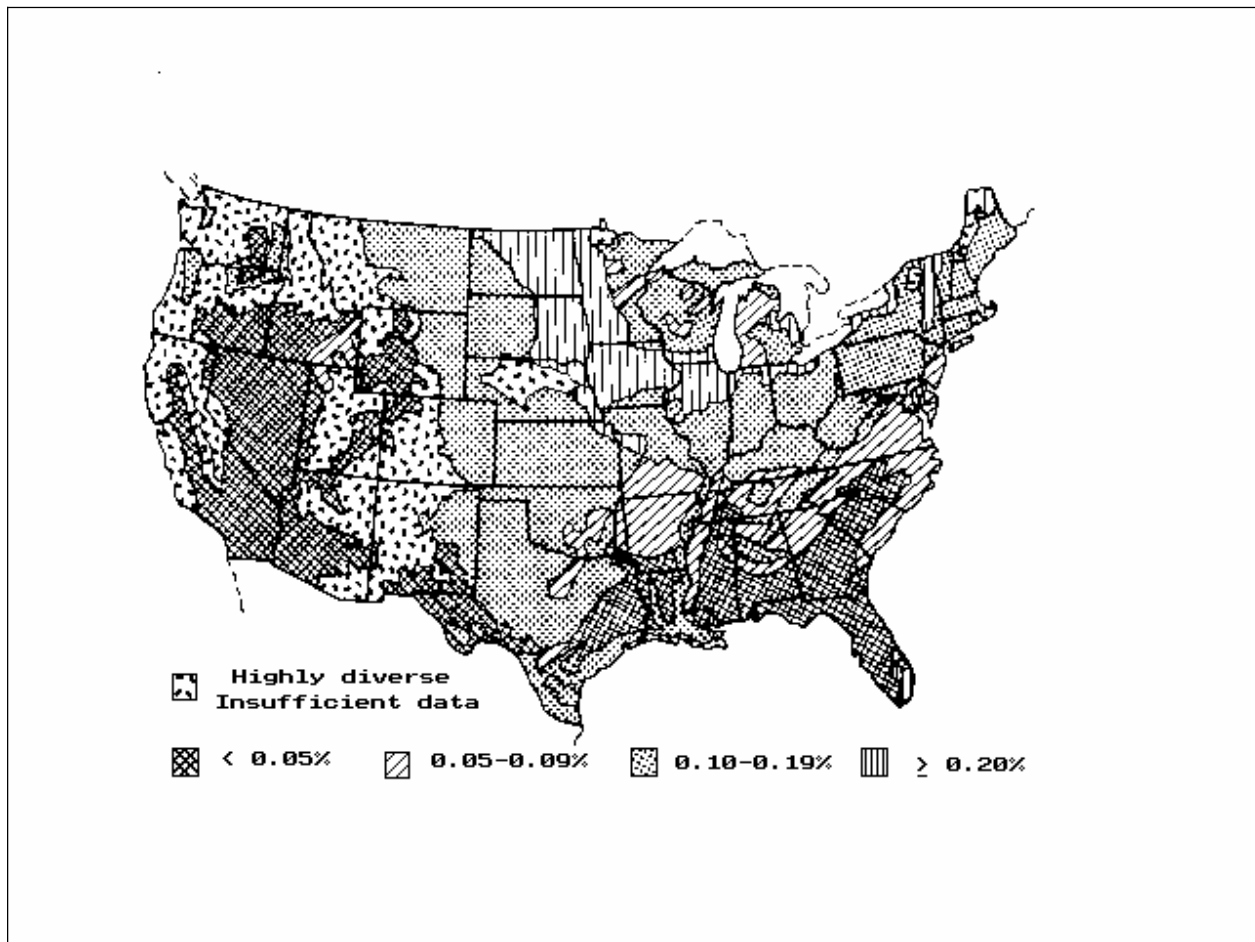 Highly diverse
Insufficient data
< 0.05%
0.05-0.09%
0.10-0.19%
≥ 0.20%